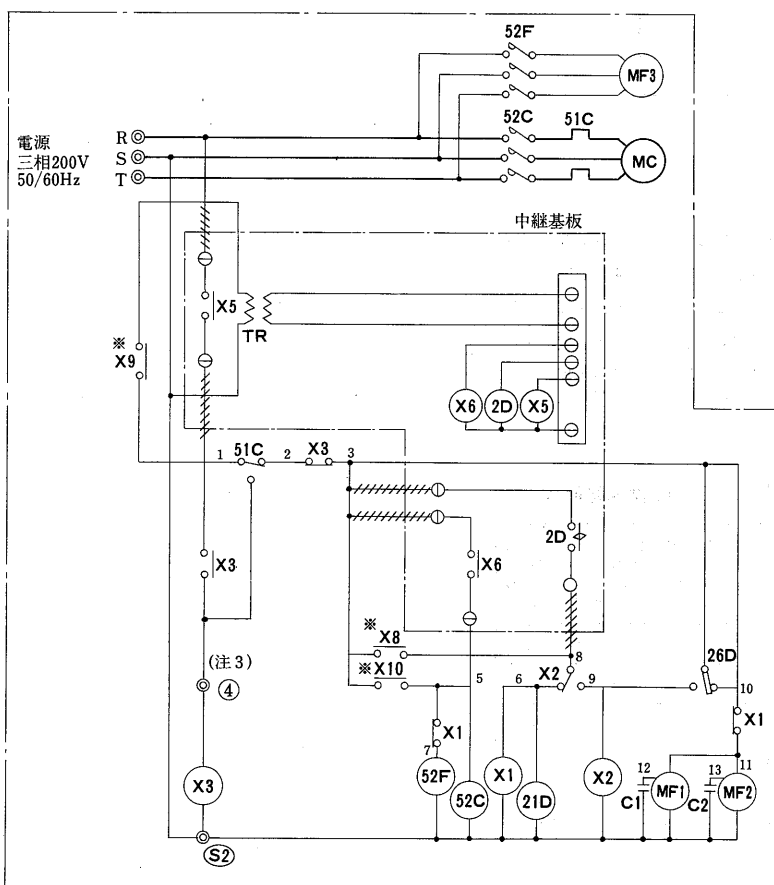 52F
MF3
電源
三相200V
50/60Hz
R
S
T
52C
51C
MC
中継基板
X5
TR
※
X9
X6
2D
X5
51C
1
2
X3
3
2D
X6
X3
※
X8
※
X10
8
26D
(注3)
④
5
6
X2
9
10
X1
7
X1
12
13
11
X3
52F
52C
X1
21D
X2
C1
MF1
C2
MF2
S2